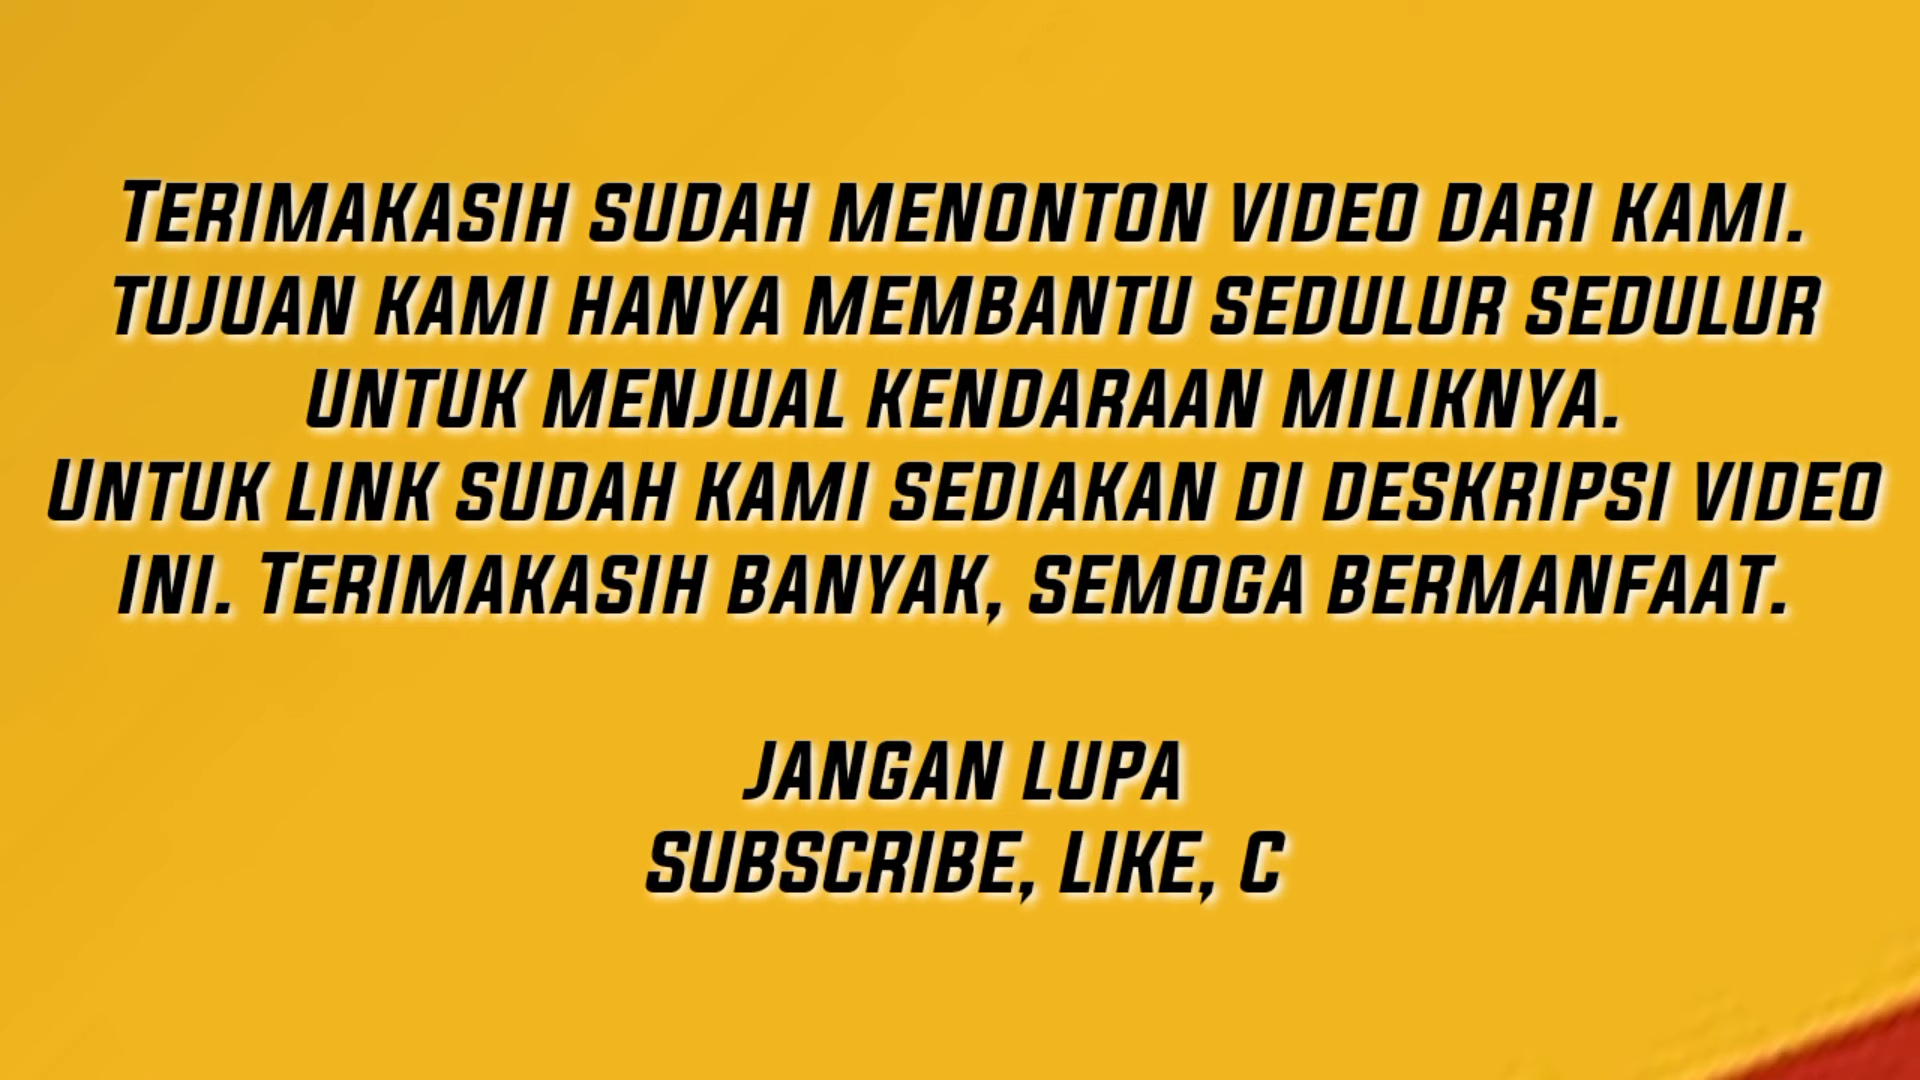 TERIMAKASIH SUDAH MENONTON VIDEO DARI KAMI.
TUJUAN KAMI HANYA MEMBANTU SEDULUR SEDULUR
UNTUK MENJUAL KENDARAAN MILIKNYA.
UNTUK LINK SUDAH KAMI SEDIAKAN DI DESKRIPSI VIDEO
INI. TERIMAKASIH BANYAK, SEMOGA BERMANFAAT.
JANGAN LUPA
SUBSCRIBE, LIKE, C